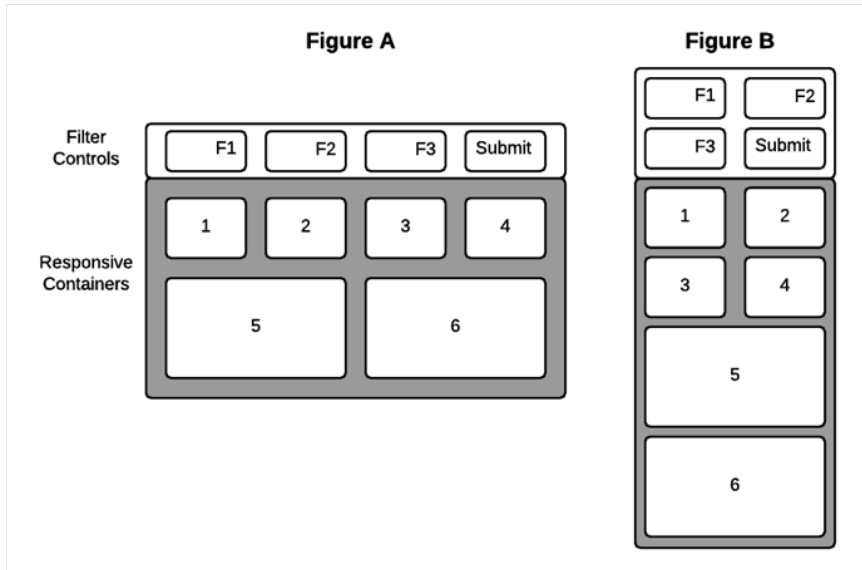 Figure A
Filter
Controls
F1 F2 F3 Submit
Responsive
Containers
1 2 3 4
5 6
Figure B
F1 F2
F3 Submit
1 2
3 4
5
6